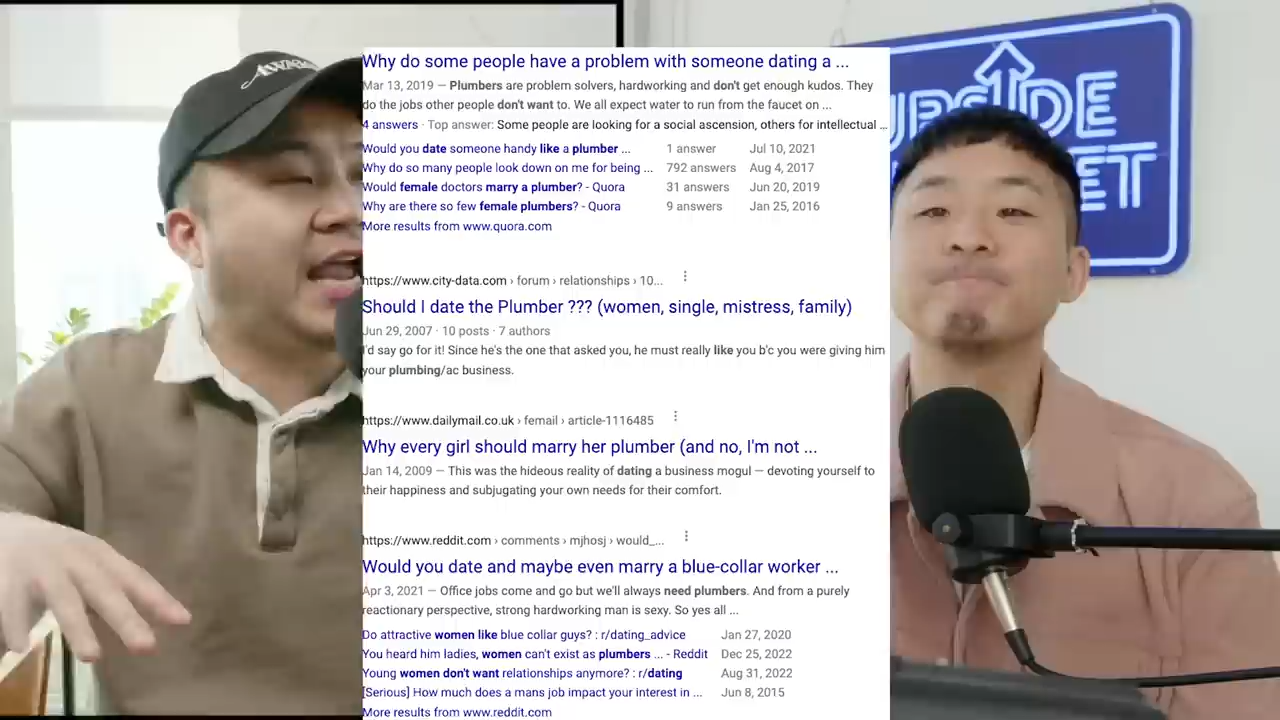 Why do some people have a problem with someone dating a ...
Mar 13, 2019 — Plumbers are problem solvers, hardworking and don't get enough kudos. They
do the jobs other people don't want to. We all expect water to run from the faucet on ...
4 answers · Top answer: Some people are looking for a social ascension, others for intellectual ...
Would you date someone handy like a plumber ... 1 answer Jul 10, 2021
Why do so many people look down on me for being ... 792 answers Aug 4, 2017
Would female doctors marry a plumber? - Quora 31 answers Jun 20, 2019
Why are there so few female plumbers? - Quora 9 answers Jan 25, 2016
More results from www.quora.com
https://www.city-data.com › forum › relationships › 10...
Should I date the Plumber ??? (women, single, mistress, family)
Jun 29, 2007 · 10 posts · 7 authors
I'd say go for it! Since he's the one that asked you, he must really like you b'c you were giving him
your plumbing/ac business.
https://www.dailymail.co.uk › femail › article-1116485
Why every girl should marry her plumber (and no, I'm not ...
Jan 14, 2009 — This was the hideous reality of dating a business mogul — devoting yourself to
their happiness and subjugating your own needs for their comfort.
https://www.reddit.com › comments › mjhosj › would_...
Would you date and maybe even marry a blue-collar worker ...
Apr 3, 2021 — Office jobs come and go but we'll always need plumbers. And from a purely
reactionary perspective, strong hardworking man is sexy. So yes all ...
Do attractive women like blue collar guys? : r/dating_advice Jan 27, 2020
You heard him ladies, women can't exist as plumbers ... - Reddit Dec 25, 2022
Young women don't want relationships anymore? : r/dating Aug 31, 2022
[Serious] How much does a mans job impact your interest in ... Jun 8, 2015
More results from www.reddit.com
UPSIDE